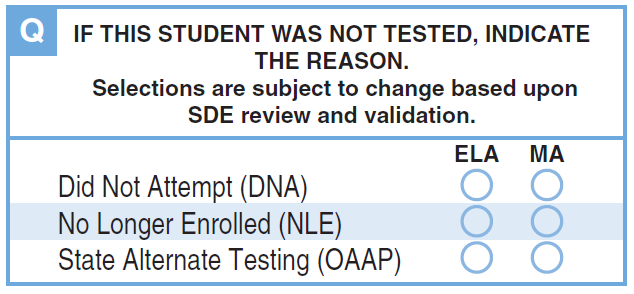 Q
IF THIS STUDENT WAS NOT TESTED, INDICATE
THE REASON.
Selections are subject to change based upon
SDE review and validation.
ELA MA
Did Not Attempt (DNA)
No Longer Enrolled (NLE)
State Alternate Testing (OAAP)